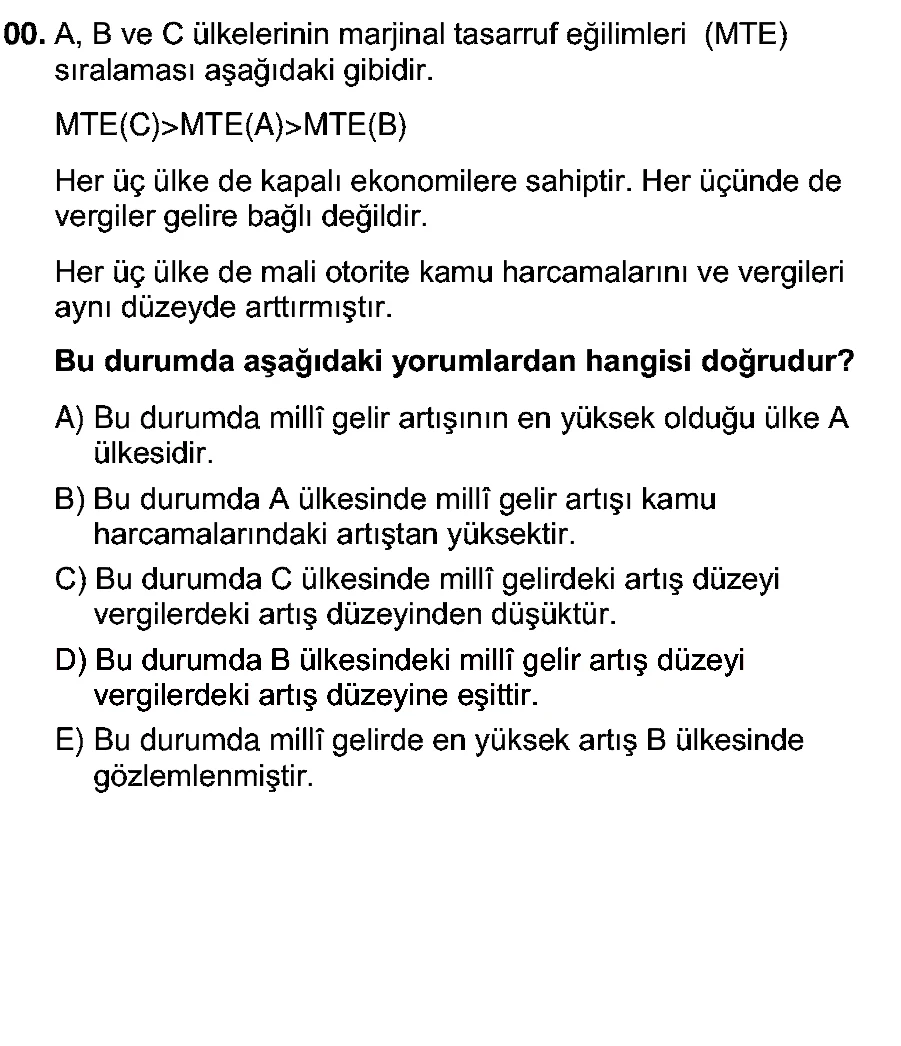 00. A, B ve C ülkelerinin marjinal tasarruf eğilimleri (MTE)
sıralaması aşağıdaki gibidir.
MTE(C)>MTE(A)>MTE(B)
Her üç ülke de kapalı ekonomilere sahiptir. Her üçünde de
vergiler gelire bağlı değildir.
Her üç ülke de mali otorite kamu harcamalarını ve vergileri
aynı düzeyde arttırmıştır.
Bu durumda aşağıdaki yorumlardan hangisi doğrudur?
A) Bu durumda millî gelir artışının en yüksek olduğu ülke A
ülkesidir.
B) Bu durumda A ülkesinde millî gelir artışı kamu
harcamalarındaki artıştan yüksektir.
C) Bu durumda C ülkesinde millî gelirdeki artış düzeyi
vergilerdeki artış düzeyinden düşüktür.
D) Bu durumda B ülkesindeki millî gelir artış düzeyi
vergilerdeki artış düzeyine eşittir.
E) Bu durumda millî gelirde en yüksek artış B ülkesinde
gözlemlenmiştir.